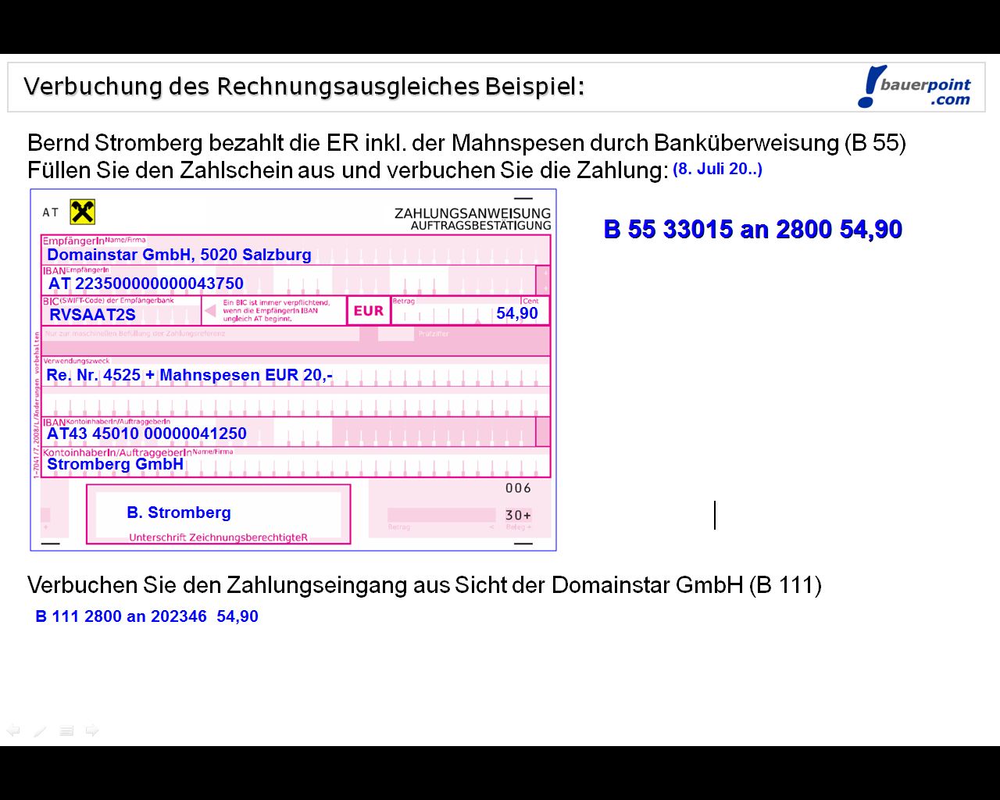 Verbuchung des Rechnungsausgleiches Beispiel:
bauerpoint
.com
Bernd Stromberg bezahlt die ER inkl. der Mahnspesen durch Banküberweisung (B 55)
Füllen Sie den Zahlschein aus und verbuchen Sie die Zahlung: (8. Juli 20..)
AT
ZAHLUNGSANWEISUNG
AUFTRAGSBESTÄTIGUNG
B 55 33015 an 2800 54,90
EmpfängerIn Name/Firma
Domainstar GmbH, 5020 Salzburg
IBAN EmpfängerIn
AT 223500000000043750
BIC (SWIFT-Code) der Empfängerbank
RVSAAT2S
Ein BIC ist immer verpflichtend,
wenn die EmpfängerIn IBAN
ungleich AT beginnt.
EUR
Betrag
Cent
54,90
Nur zur maschinellen Befüllung der Zahlungsreferenz
Prüfziffer
Verwendungszweck
Re. Nr. 4525 + Mahnspesen EUR 20,-
IBAN KontoinhaberIn/AuftraggeberIn
AT43 45010 00000041250
KontoinhaberIn/AuftraggeberIn Name/Firma
Stromberg GmbH
1-7041/7.2008/L/Änderungen vorbehalten
006
B. Stromberg
30+
Unterschrift ZeichnungsberechtigteR
+
Betrag
<
Beleg +
Verbuchen Sie den Zahlungseingang aus Sicht der Domainstar GmbH (B 111)
B 111 2800 an 202346 54,90